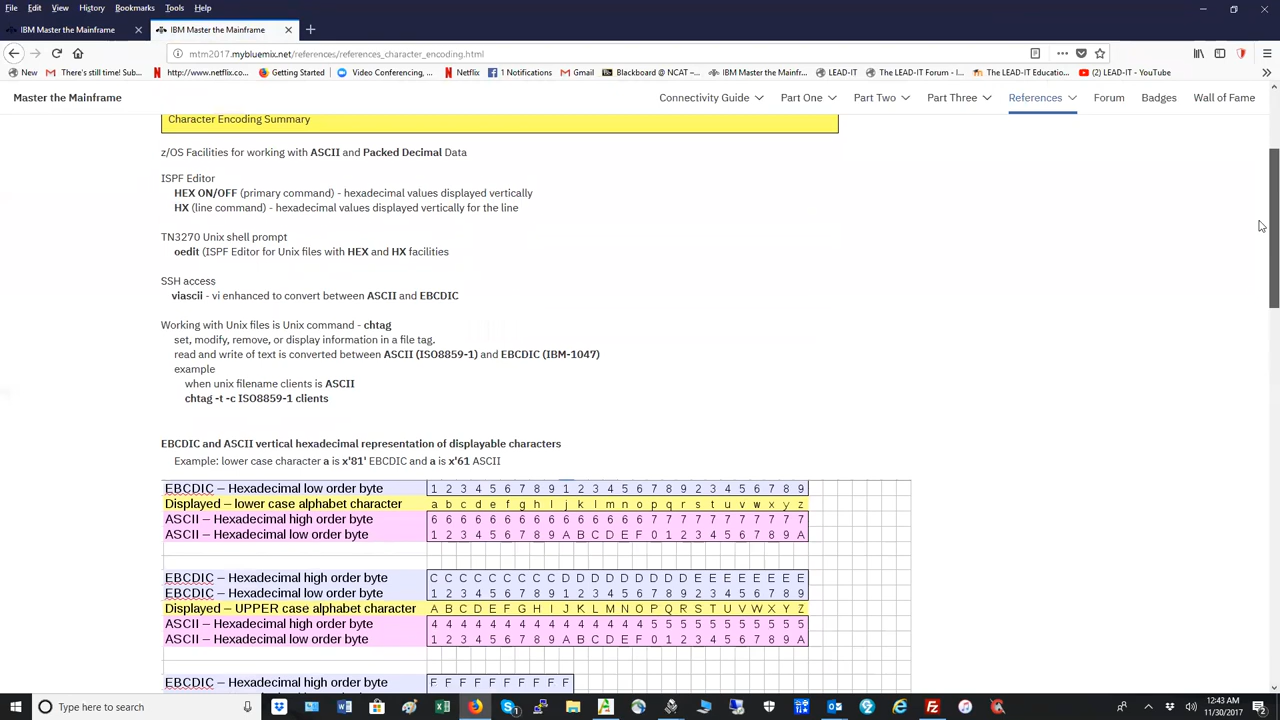 File Edit View History Bookmarks Tools Help
IBM Master the Mainframe × IBM Master the Mainframe × +
mtm2017.mybluemix.net/references/references_character_encoding.html
New There's still time! Sub... http://www.netflix.co... Getting Started Video Conferencing, ... Netflix 1 Notifications Gmail Blackboard @ NCAT –... IBM Master the Mainfr... LEAD-IT The LEAD-IT Forum - I... The LEAD-IT Educatio... (2) LEAD-IT - YouTube
Master the Mainframe Connectivity Guide Part One Part Two Part Three References Forum Badges Wall of Fame
Character Encoding Summary
z/OS Facilities for working with ASCII and Packed Decimal Data
ISPF Editor
HEX ON/OFF (primary command) - hexadecimal values displayed vertically
HX (line command) - hexadecimal values displayed vertically for the line
TN3270 Unix shell prompt
oedit (ISPF Editor for Unix files with HEX and HX facilities
SSH access
viascii - vi enhanced to convert between ASCII and EBCDIC
Working with Unix files is Unix command - chtag
set, modify, remove, or display information in a file tag.
read and write of text is converted between ASCII (ISO8859-1) and EBCDIC (IBM-1047)
example
when unix filename clients is ASCII
chtag -t -c ISO8859-1 clients
EBCDIC and ASCII vertical hexadecimal representation of displayable characters
Example: lower case character a is x'81' EBCDIC and a is x'61 ASCII
EBCDIC – Hexadecimal low order byte 1 2 3 4 5 6 7 8 9 1 2 3 4 5 6 7 8 9 2 3 4 5 6 7 8 9
Displayed – lower case alphabet character a b c d e f g h I j k l m n o p q r s t u v w x y z
ASCII – Hexadecimal high order byte 6 6 6 6 6 6 6 6 6 6 6 6 6 6 6 7 7 7 7 7 7 7 7 7 7 7
ASCII – Hexadecimal low order byte 1 2 3 4 5 6 7 8 9 A B C D E F 0 1 2 3 4 5 6 7 8 9 A
EBCDIC – Hexadecimal high order byte C C C C C C C C C D D D D D D D D D E E E E E E E E
EBCDIC – Hexadecimal low order byte 1 2 3 4 5 6 7 8 9 1 2 3 4 5 6 7 8 9 2 3 4 5 6 7 8 9
Displayed – UPPER case alphabet character A B C D E F G H I J K L M N O P Q R S T U V W X Y Z
ASCII – Hexadecimal high order byte 4 4 4 4 4 4 4 4 4 4 4 4 4 4 4 5 5 5 5 5 5 5 5 5 5 5
ASCII – Hexadecimal low order byte 1 2 3 4 5 6 7 8 9 A B C D E F 0 1 2 3 4 5 6 7 8 9 A
EBCDIC – Hexadecimal high order byte F F F F F F F F F F
Type here to search
12:43 AM
11/30/2017